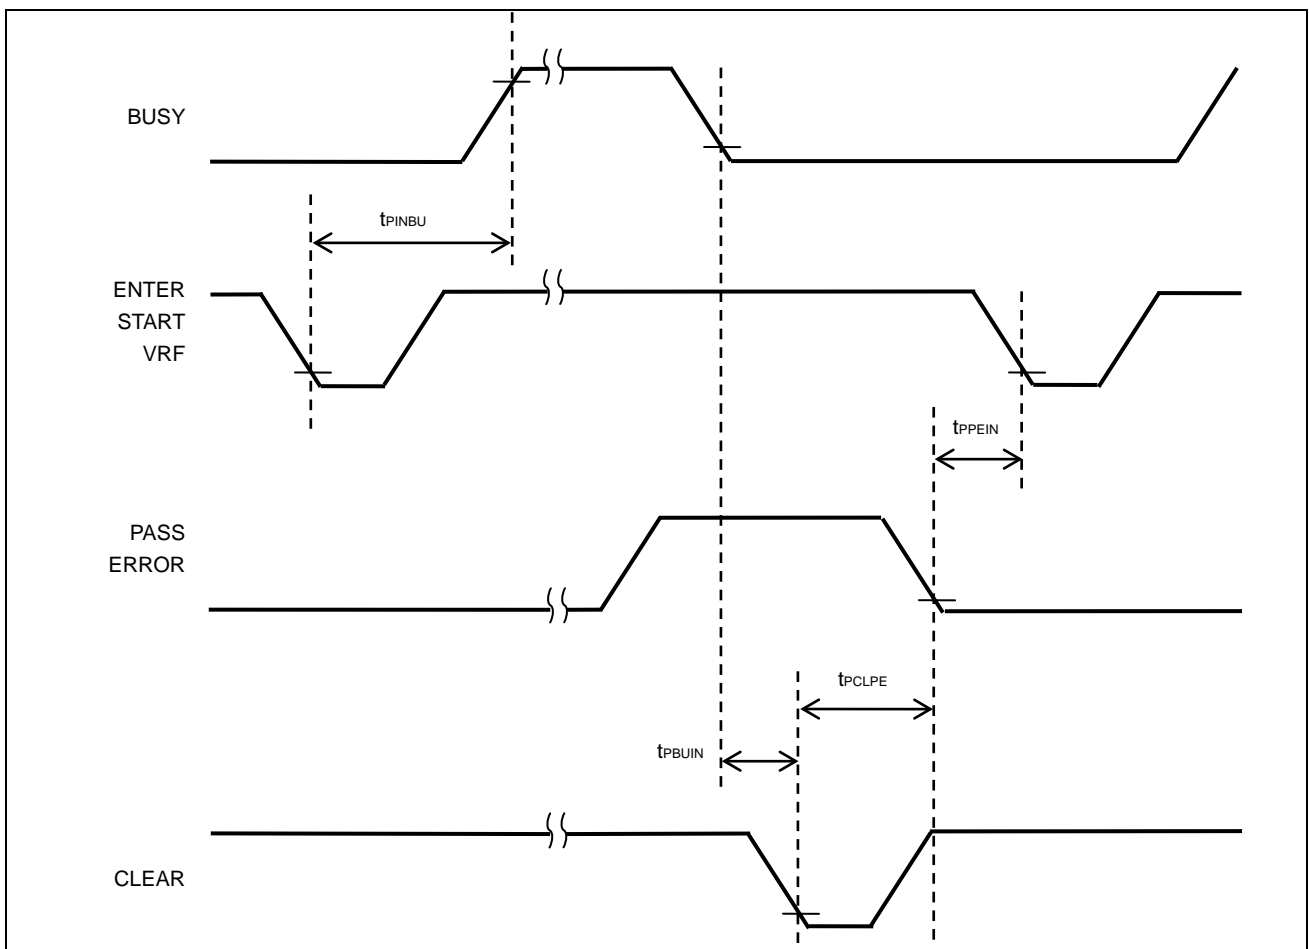 BUSY
tPINBU
ENTER
START
VRF
tPPEIN
PASS
ERROR
tPCLPE
tPBUIN
CLEAR